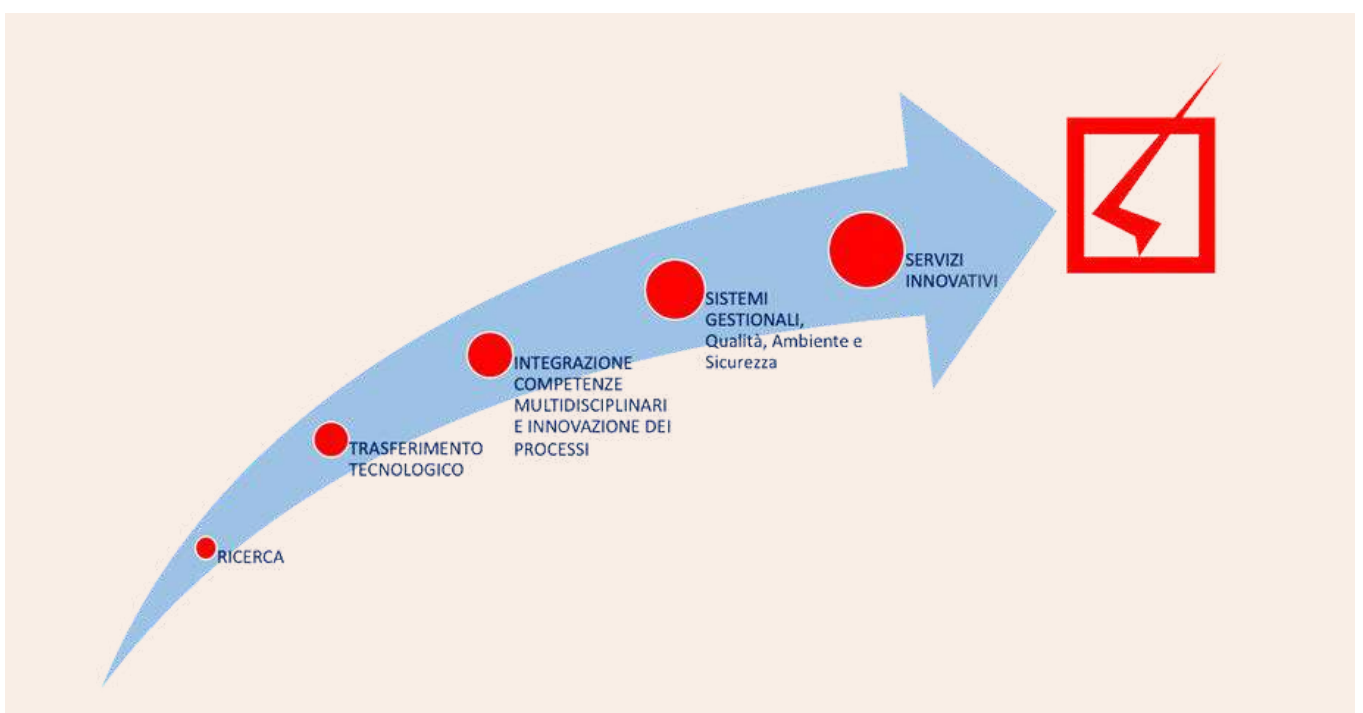 RICERCA
TRASFERIMENTO
TECNOLOGICO
INTEGRAZIONE
COMPETENZE
MULTIDISCIPLINARI
E INNOVAZIONE DEI
PROCESSI
SISTEMI
GESTIONALI,
Qualità, Ambiente e
Sicurezza
SERVIZI
INNOVATIVI